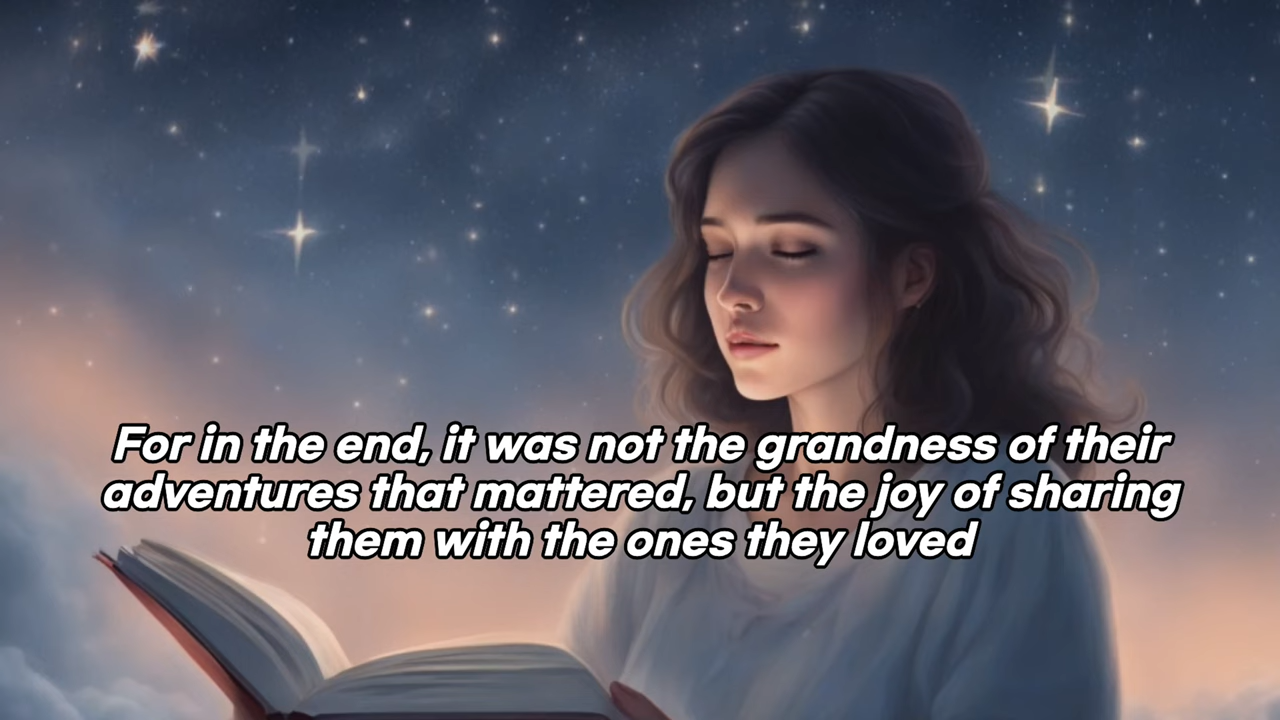 For in the end, it was not the grandness of their
adventures that mattered, but the joy of sharing
them with the ones they loved